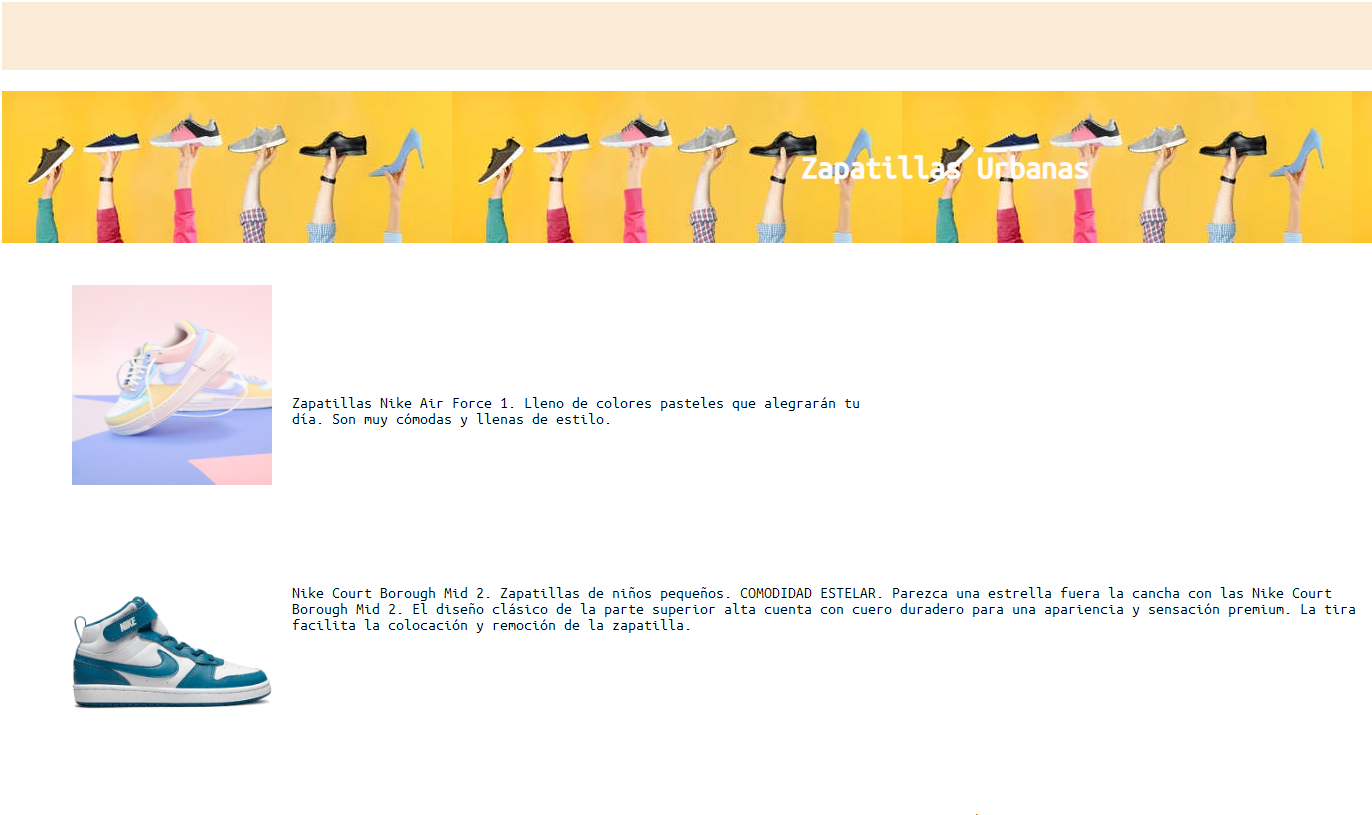 Zapatillas Urbanas
Zapatillas Nike Air Force 1. Lleno de colores pasteles que alegrarán tu
día. Son muy cómodas y llenas de estilo.
Nike Court Borough Mid 2. Zapatillas de niños pequeños. COMODIDAD ESTELAR. Parezca una estrella fuera la cancha con las Nike Court
Borough Mid 2. El diseño clásico de la parte superior alta cuenta con cuero duradero para una apariencia y sensación premium. La tira
facilita la colocación y remoción de la zapatilla.
NIKE